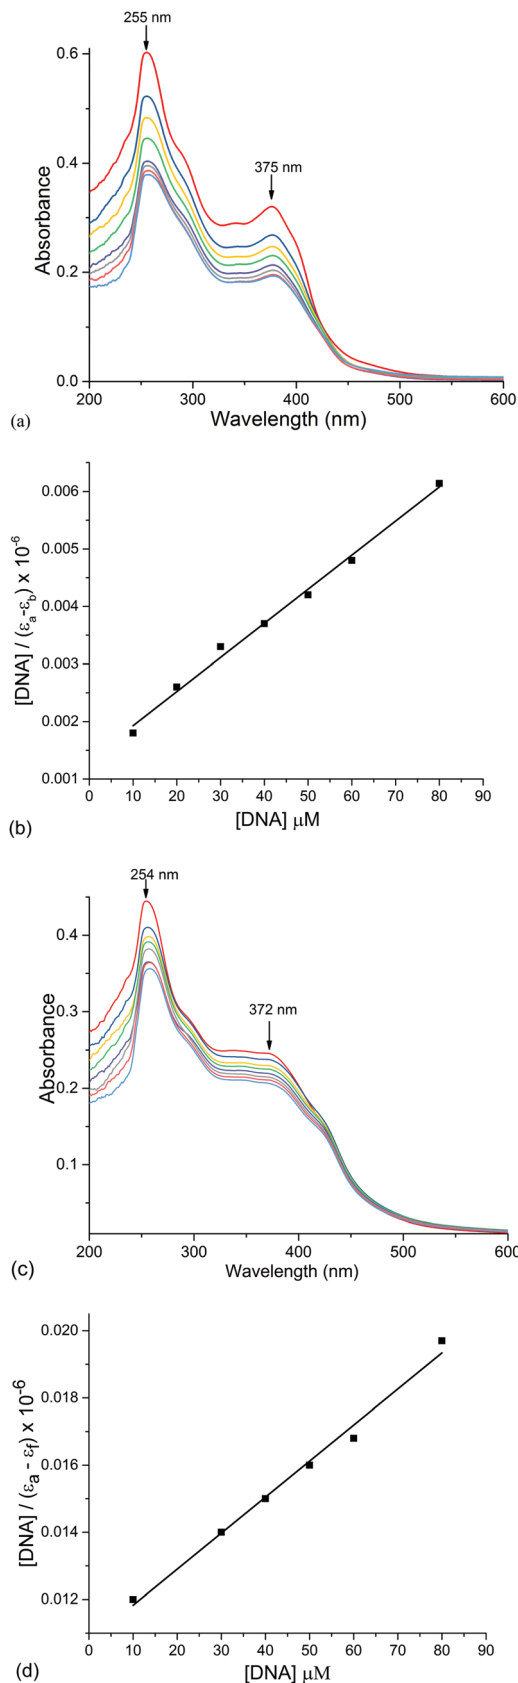 255 nm
375 nm
0.6
0.4
0.2
0.0
Absorbance
200 300 400 500 600
Wavelength (nm)
(a)
0.006
0.005
0.004
0.003
0.002
0.001
[DNA] / (εa-εb) x 10-6
0 10 20 30 40 50 60 70 80 90
[DNA] μM
(b)
254 nm
372 nm
0.4
0.3
0.2
0.1
Absorbance
200 300 400 500 600
Wavelength (nm)
(c)
0.020
0.018
0.016
0.014
0.012
[DNA] / (εa - εf) x 10-6
0 10 20 30 40 50 60 70 80 90
[DNA] μM
(d)